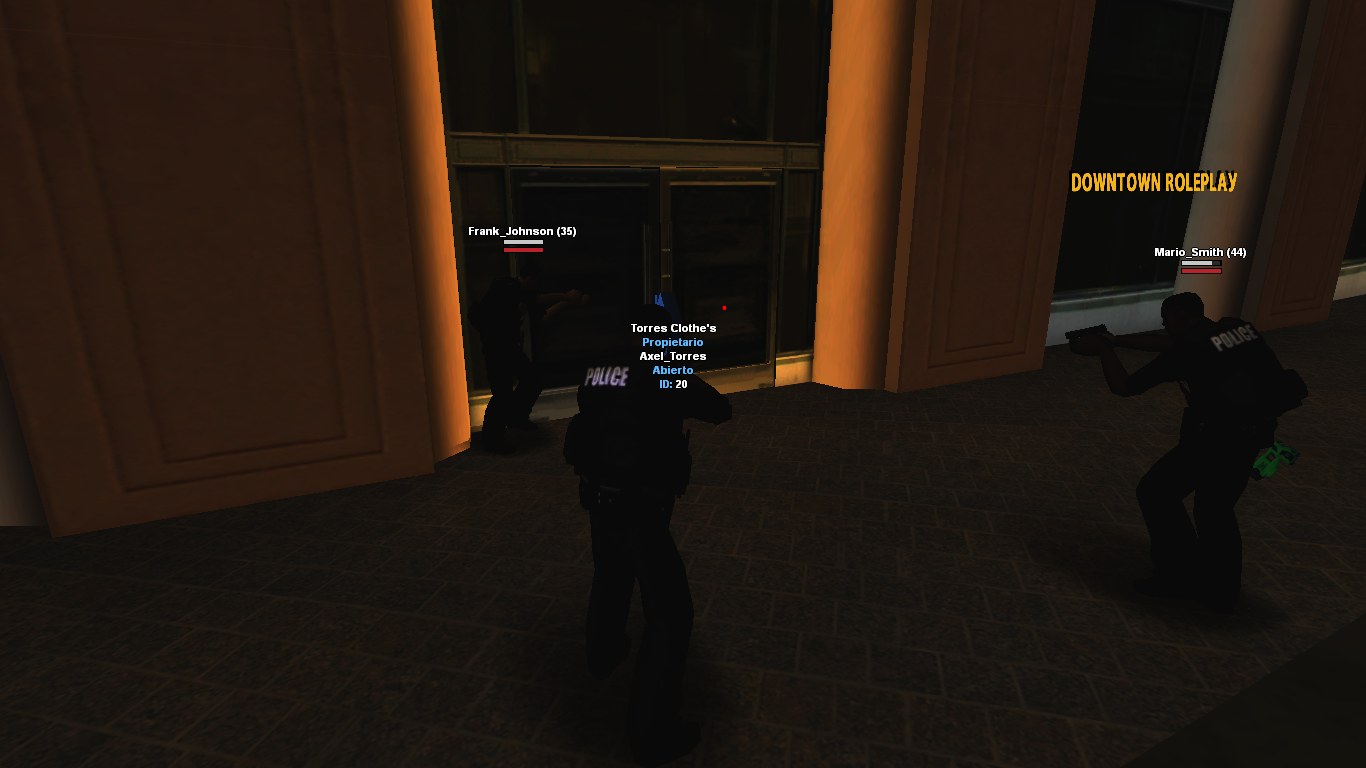 DOWNTOWN ROLEPLAY
Frank_Johnson (35)
Mario_Smith (44)
Torres Clothe's
Propietario
Axel_Torres
Abierto
ID: 20
POLICE
POLICE